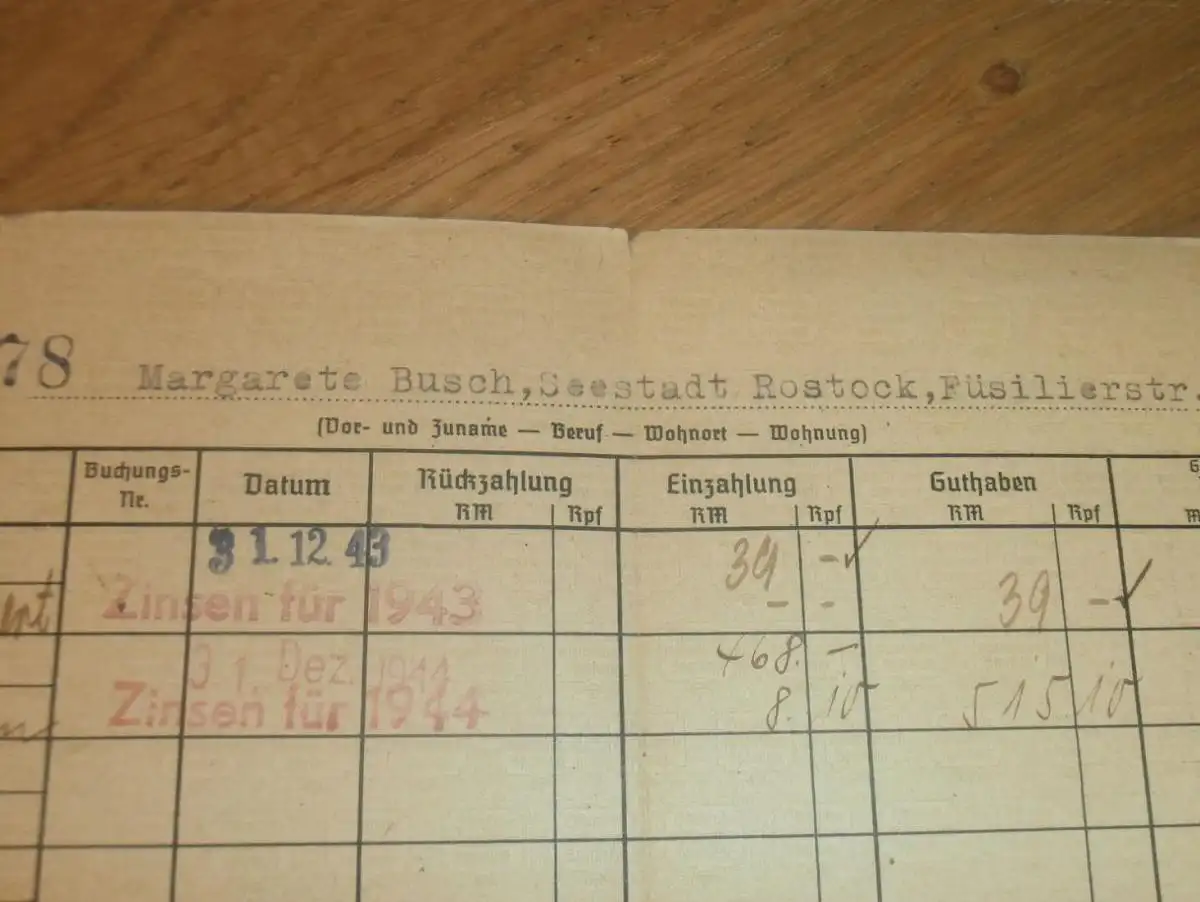 78 Margarete Busch,Seestadt Rostock,Füsilierstr.
(Vor- und Zuname — Beruf — Wohnort — Wohnung)
Buchungs-Nr. Datum Rückzahlung Einzahlung Guthaben
RM Rpf RM Rpf RM Rpf
31.12.43 39 -
Zinsen für 1943 - - 39 -
31. Dez. 1944 468. -
Zinsen für 1944 8. 10 515 10